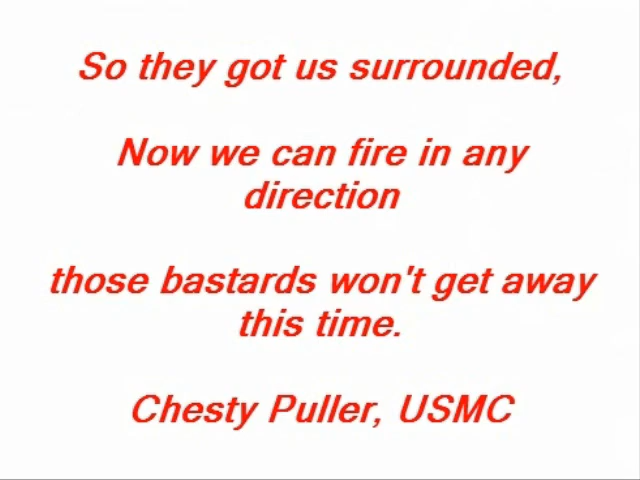 So they got us surrounded,
Now we can fire in any
direction
those bastards won't get away
this time.
Chesty Puller, USMC